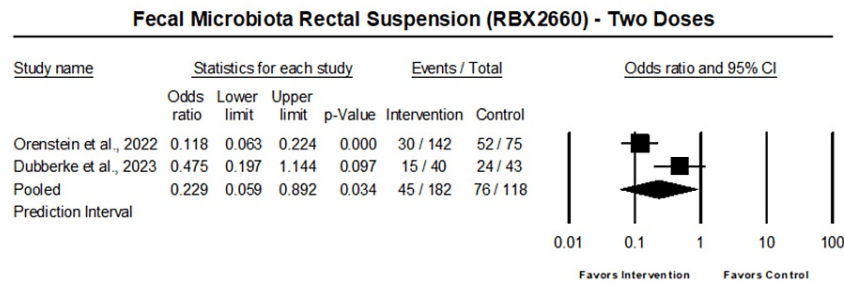 Fecal Microbiota Rectal Suspension (RBX2660) - Two Doses
Study name Statistics for each study Events / Total Odds ratio and 95% CI
Odds Lower Upper
ratio limit limit p-Value Intervention Control
Orenstein et al., 2022 0.118 0.063 0.224 0.000 30 / 142 52 / 75
Dubberke et al., 2023 0.475 0.197 1.144 0.097 15 / 40 24 / 43
Pooled 0.229 0.059 0.892 0.034 45 / 182 76 / 118
Prediction Interval
0.01 0.1 1 10 100
Favors Intervention Favors Control